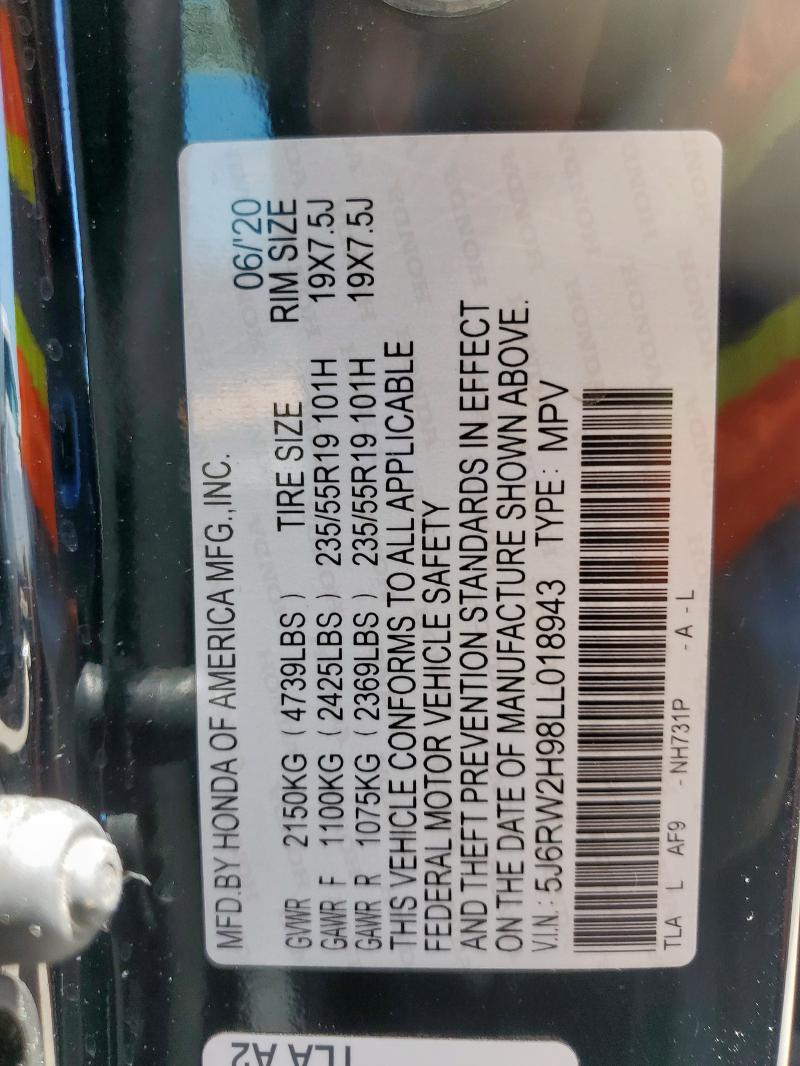 MFD.BY HONDA OF AMERICA MFG.,INC. 06/'20
TIRE SIZE RIM SIZE
GVWR 2150KG ( 4739LBS )
GAWR F 1100KG ( 2425LBS ) 235/55R19 101H 19X7.5J
GAWR R 1075KG ( 2369LBS ) 235/55R19 101H 19X7.5J
THIS VEHICLE CONFORMS TO ALL APPLICABLE
FEDERAL MOTOR VEHICLE SAFETY
AND THEFT PREVENTION STANDARDS IN EFFECT
ON THE DATE OF MANUFACTURE SHOWN ABOVE.
V.I.N.: 5J6RW2H98LL018943 TYPE: MPV
TLA L AF9 - NH731P - A - L
TLA A2